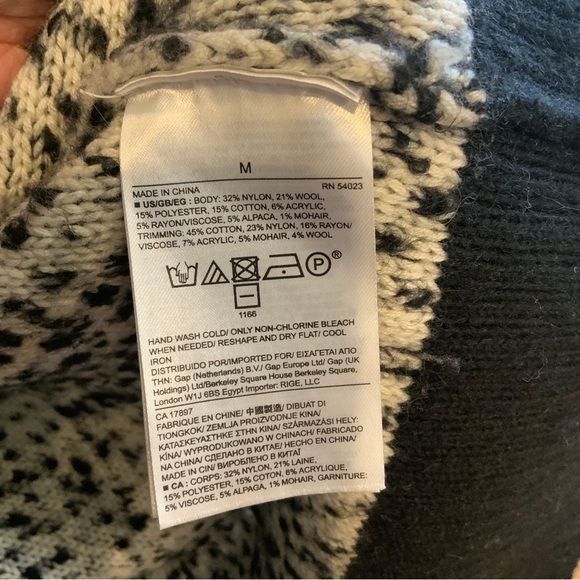 M
MADE IN CHINA RN 54023
■ US/GB/EG : BODY: 32% NYLON, 21% WOOL,
15% POLYESTER, 15% COTTON, 6% ACRYLIC,
5% RAYON/VISCOSE, 5% ALPACA, 1% MOHAIR
TRIMMING: 45% COTTON, 23% NYLON, 16% RAYON/
VISCOSE, 7% ACRYLIC, 5% MOHAIR, 4% WOOL
P®
1166
HAND WASH COLD/ ONLY NON-CHLORINE BLEACH
WHEN NEEDED/ RESHAPE AND DRY FLAT/ COOL
IRON
DISTRIBUTED FOR/IMPORTED FOR/ ΕΙΣΑΓΕΤΑΙ ΑΠΟ
ΤΗΝ: Gap (Netherlands) B.V./ Gap Europe Limited/ Gap (UK
Holdings) Ltd/Berkeley Square House Berkeley Square,
London W1J 6BS Egypt Importer: RIGE, LLC
CA 17897
FABRIQUE EN CHINE/ 中國製造/ DIBUAT DI
TIONGKOK/ ZEMLJA PROIZVODNJE KINA/
ΚΑΤΑΣΚΕΥΑΣΤΗΚΕ ΣΤΗΝ ΚΙΝΑ/ SZÁRMAZÁSI HELY:
KÍNA/ WYPRODUKOWANO W CHINACH/ FABRICADO
NA CHINA/ СДЕЛАНО В КИТАЕ/ HECHO EN CHINA/
MADE IN CIN/ ВИРОБЛЕНО В КИТАЇ
■ CA : CORPS: 32% NYLON, 21% LAINE,
15% POLYESTER, 15% COTON, 6% ACRYLIQUE,
5% VISCOSE, 5% ALPAGA, 1% MOHAIR, GARNITURE: